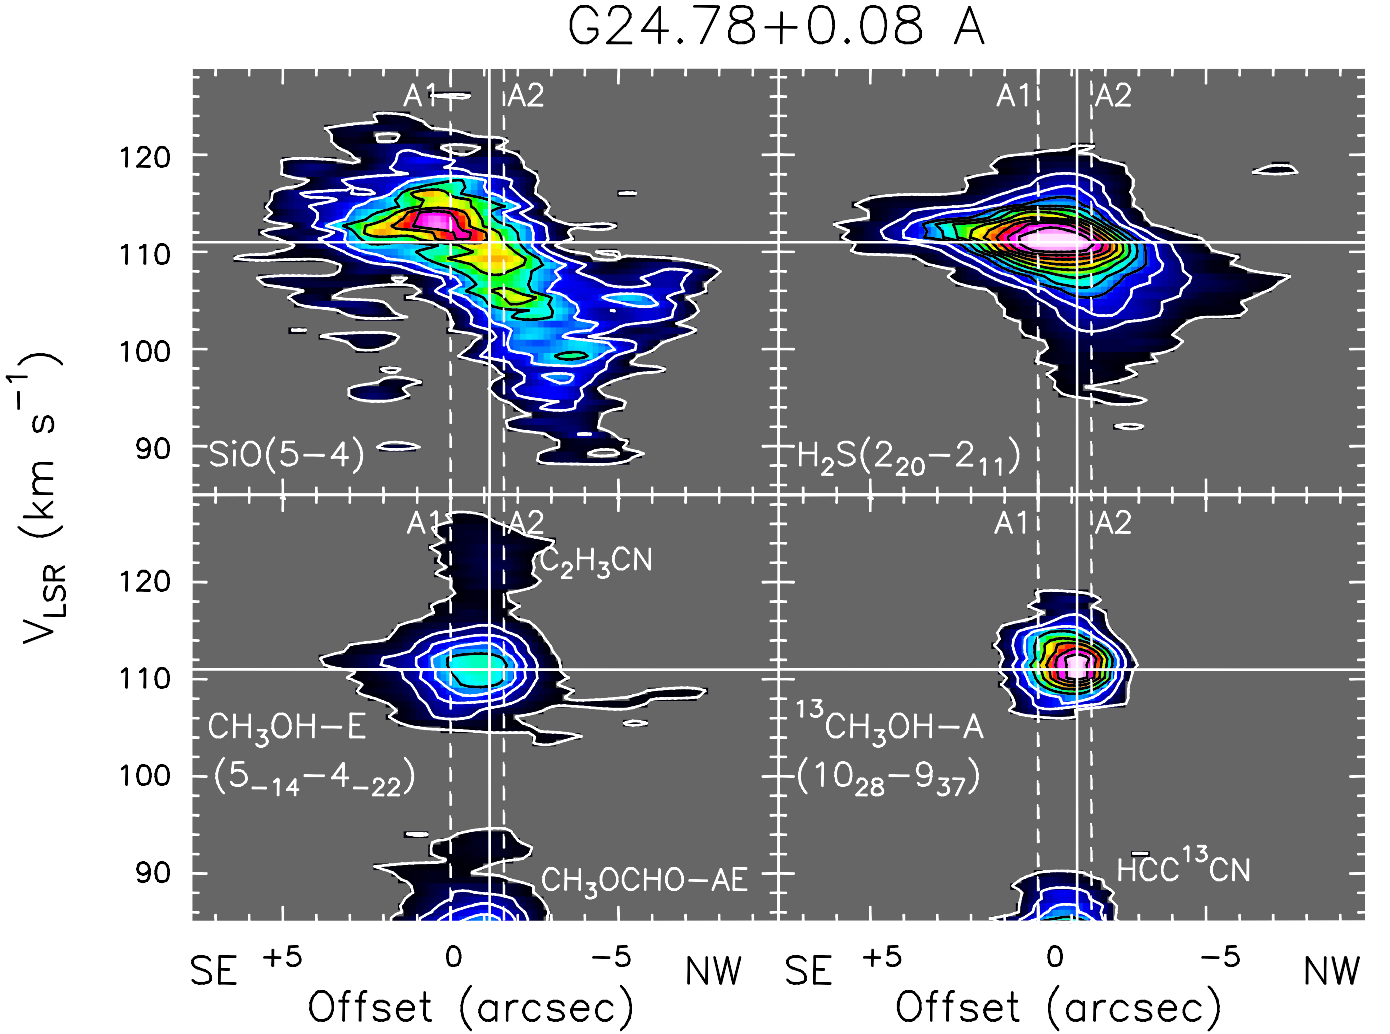 G24.78+0.08 A
A1 A2 A1 A2
120
110
100
90
SiO(5−4) H₂S(2₂₀−2₁₁)
V_LSR (km s⁻¹)
A1 A2 A1 A2
C₂H₃CN
120
110
CH₃OH−E ¹³CH₃OH−A
(5₋₁₄−4₋₂₂) (10₂₈−9₃₇)
100
90
CH₃OCHO−AE HCC¹³CN
SE +5 0 −5 NW SE +5 0 −5 NW
Offset (arcsec) Offset (arcsec)